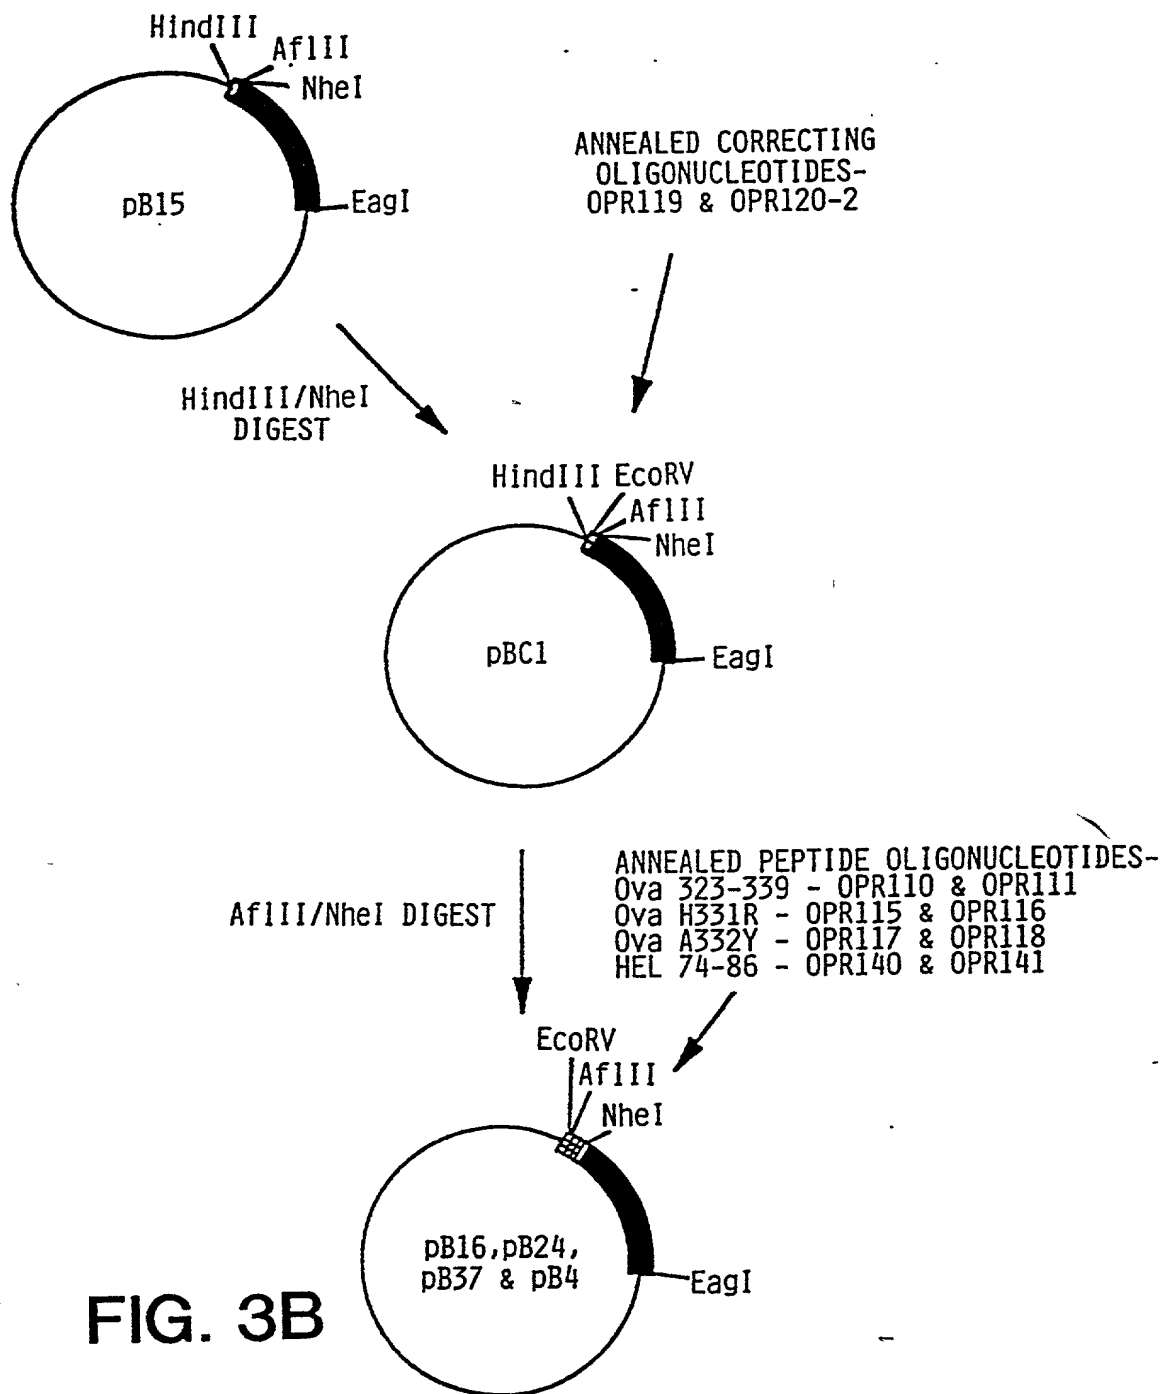 HindIII
AflII
NheI
pB15
EagI
ANNEALED CORRECTING
OLIGONUCLEOTIDES-
OPR119 & OPR120-2
HindIII/NheI
DIGEST
HindIII EcoRV
AflII
NheI
pBC1
EagI
AflII/NheI DIGEST
ANNEALED PEPTIDE OLIGONUCLEOTIDES-
Ova 323-339 - OPR110 & OPR111
Ova H331R - OPR115 & OPR116
Ova A332Y - OPR117 & OPR118
HEL 74-86 - OPR140 & OPR141
EcoRV
AflII
NheI
pB16,pB24,
pB37 & pB4
EagI
FIG. 3B